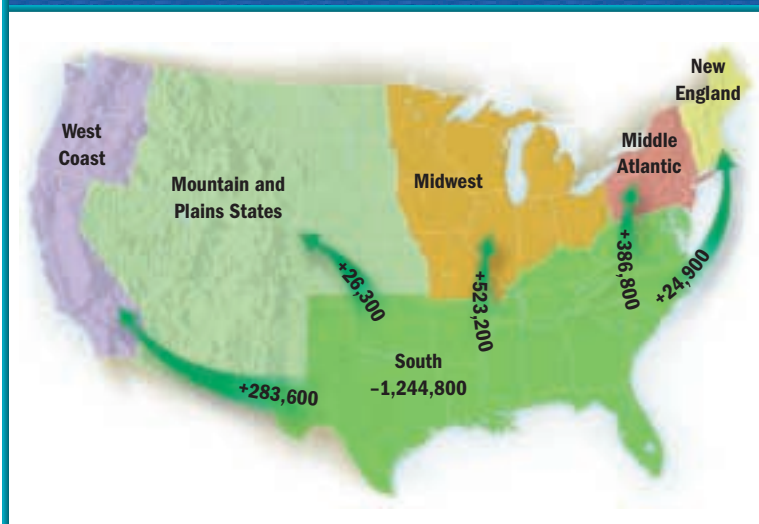 New
England
West
Coast
Middle
Atlantic
Mountain and
Plains States
Midwest
+26,300
+523,200
+386,800
+24,900
South
–1,244,800
+283,600